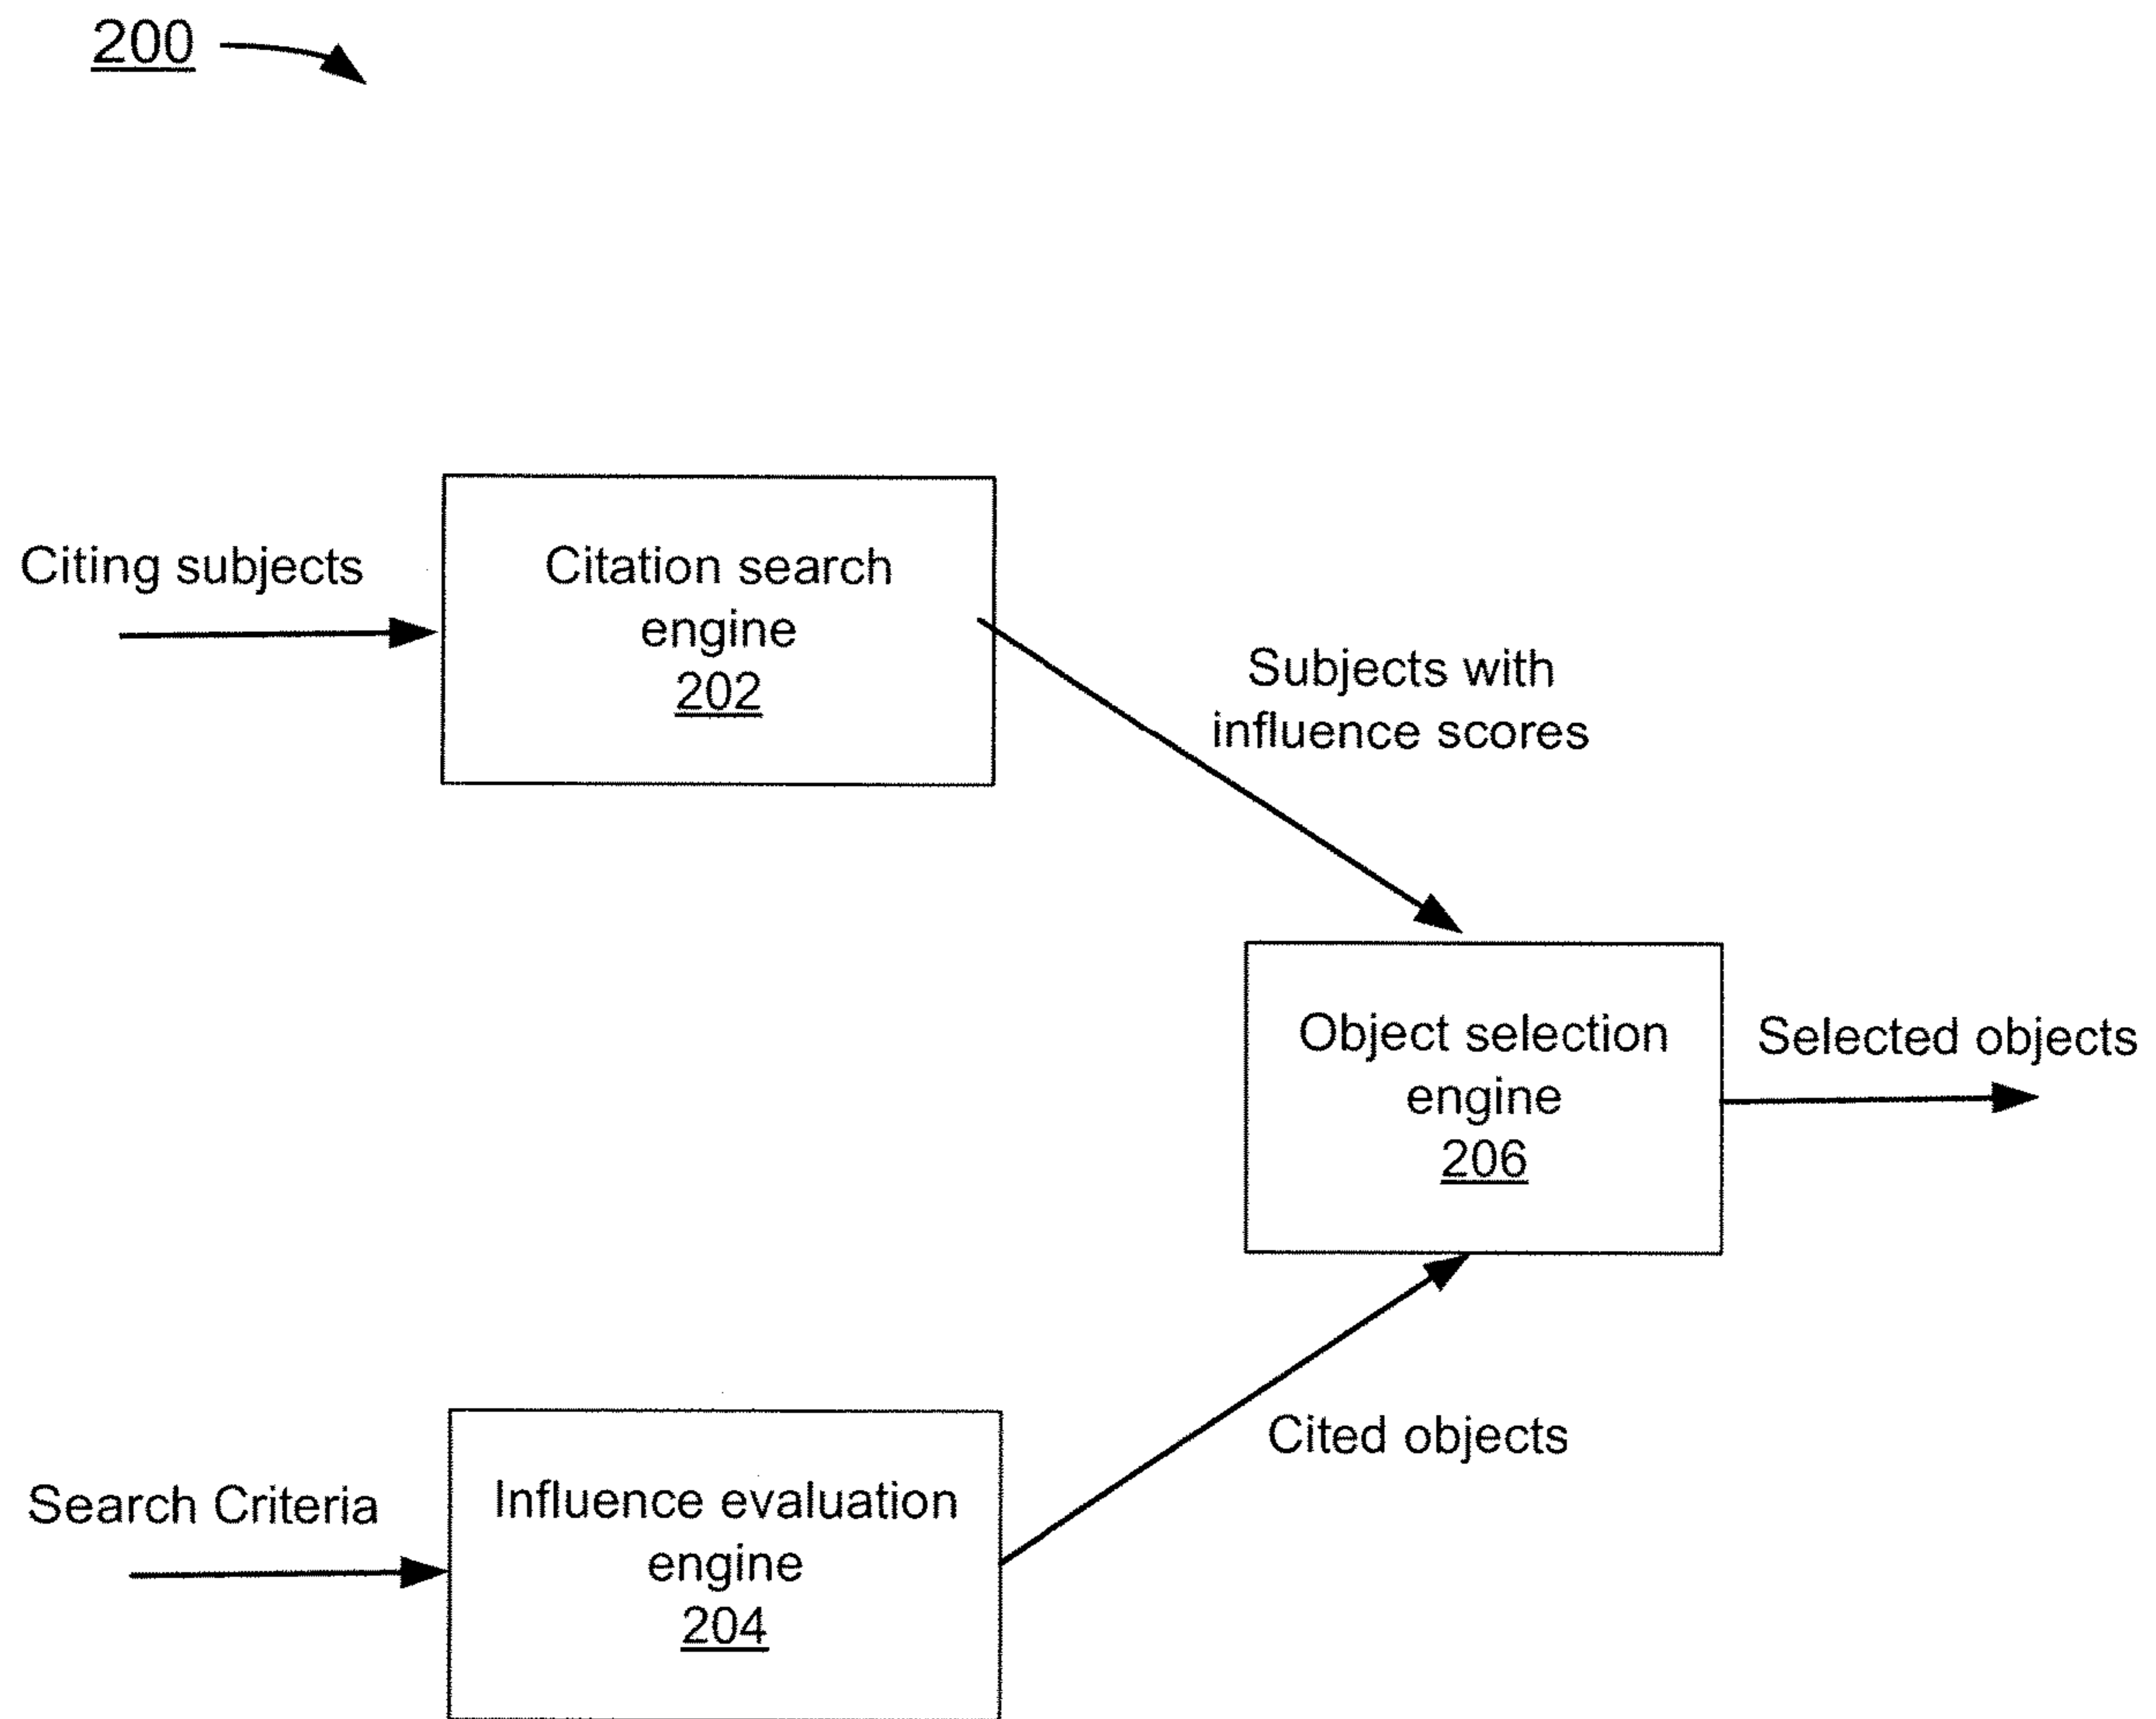 200
Citing subjects
Citation search
engine
202
Subjects with
influence scores
Object selection
engine
206
Selected objects
Cited objects
Search Criteria
Influence evaluation
engine
204